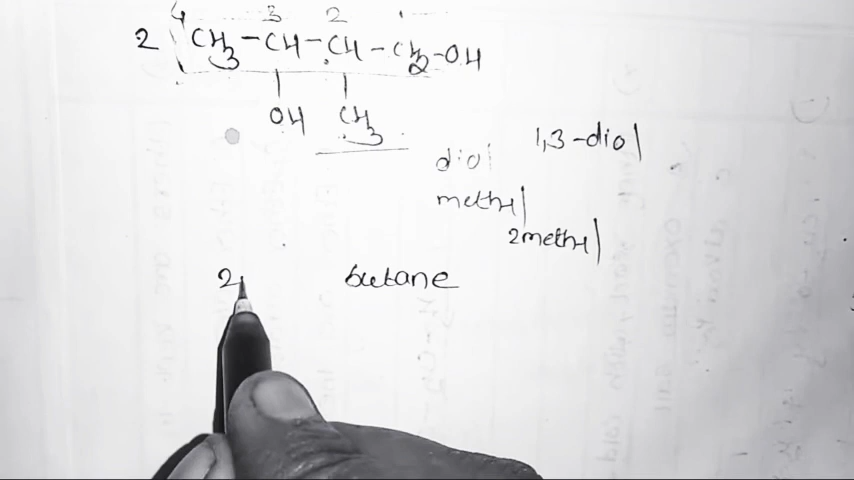 4 3 2
2 CH3-CH-CH-CH2-OH
OH CH3
diol 1,3-diol
methyl
2methyl
2 butane